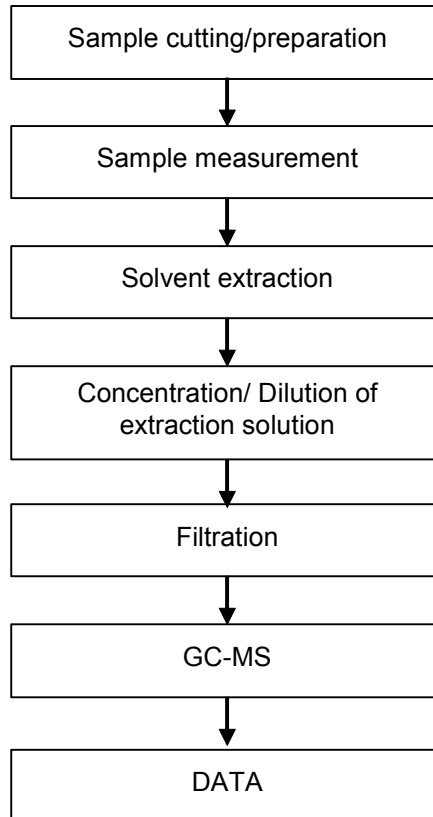 Sample cutting/preparation
Sample measurement
Solvent extraction
Concentration/ Dilution of
extraction solution
Filtration
GC-MS
DATA